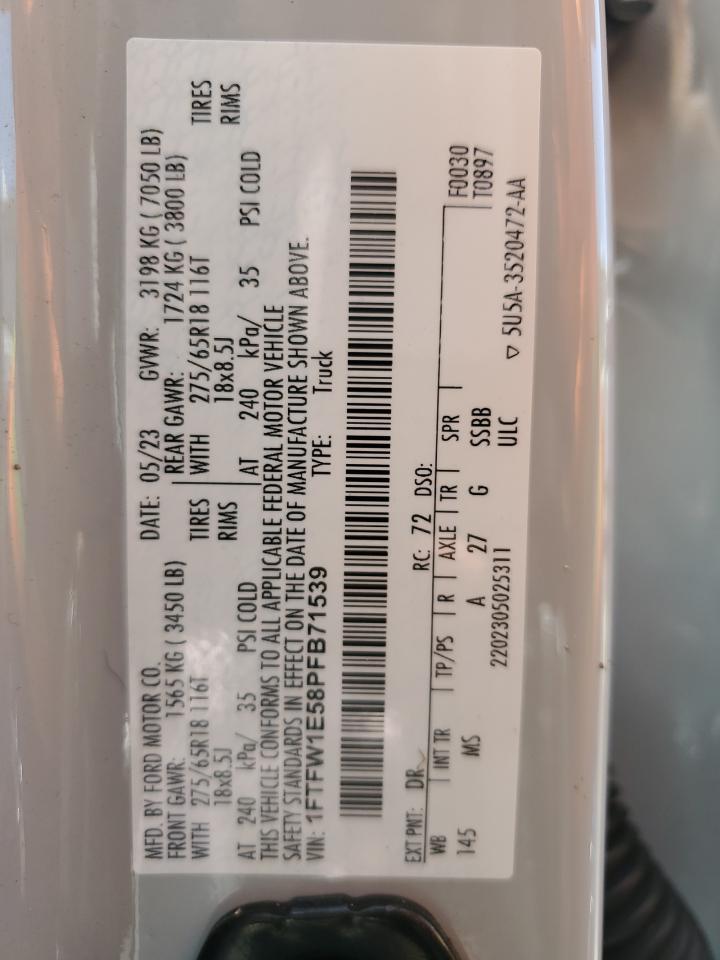 MFD. BY FORD MOTOR CO. DATE: 05/23 GVWR: 3198 KG ( 7050 LB)
FRONT GAWR: 1565 KG ( 3450 LB) REAR GAWR: 1724 KG ( 3800 LB)
WITH 275/65R18 116T TIRES WITH 275/65R18 116T TIRES
18x8.5J RIMS 18x8.5J RIMS
AT 240 kPa/ 35 PSI COLD AT 240 kPa/ 35 PSI COLD
THIS VEHICLE CONFORMS TO ALL APPLICABLE FEDERAL MOTOR VEHICLE
SAFETY STANDARDS IN EFFECT ON THE DATE OF MANUFACTURE SHOWN ABOVE.
VIN: 1FTFW1E58PFB71539 TYPE: Truck
EXT PNT: DR RC: 72 DSO:
WB INT TR TP/PS R AXLE TR SPR F0030
145 MS A 27 G SSBB T0897
2202305025311 ULC
▽ 5U5A-3520472-AA